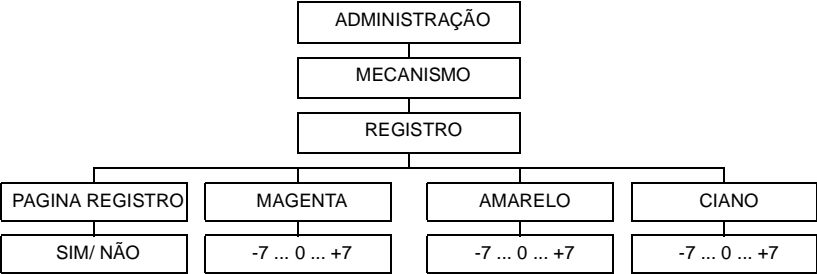 ADMINISTRAÇÃO
MECANISMO
REGISTRO
PAGINA REGISTRO
MAGENTA
AMARELO
CIANO
SIM/ NÃO
-7 ... 0 ... +7
-7 ... 0 ... +7
-7 ... 0 ... +7